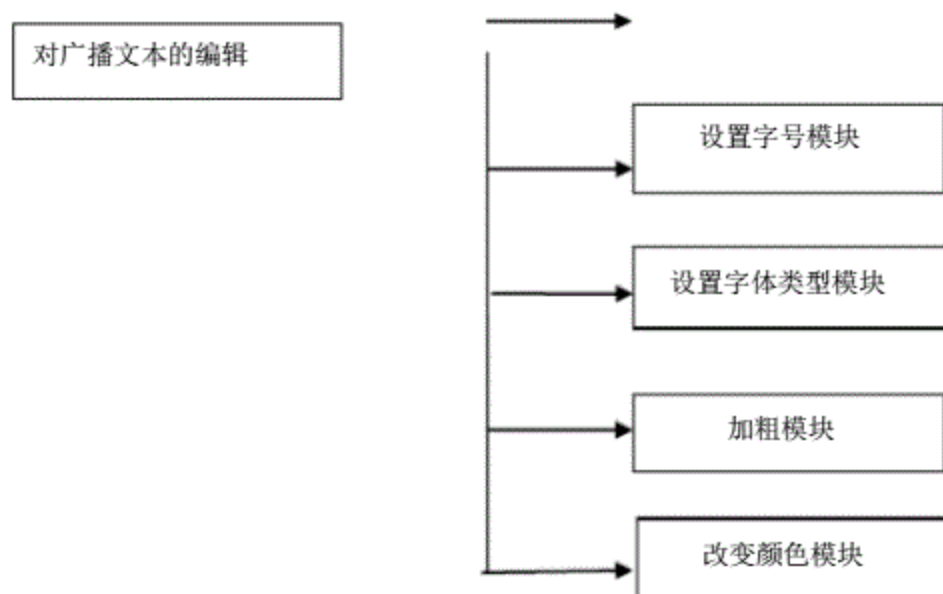 对广播文本的编辑
设置字号模块
设置字体类型模块
加粗模块
改变颜色模块